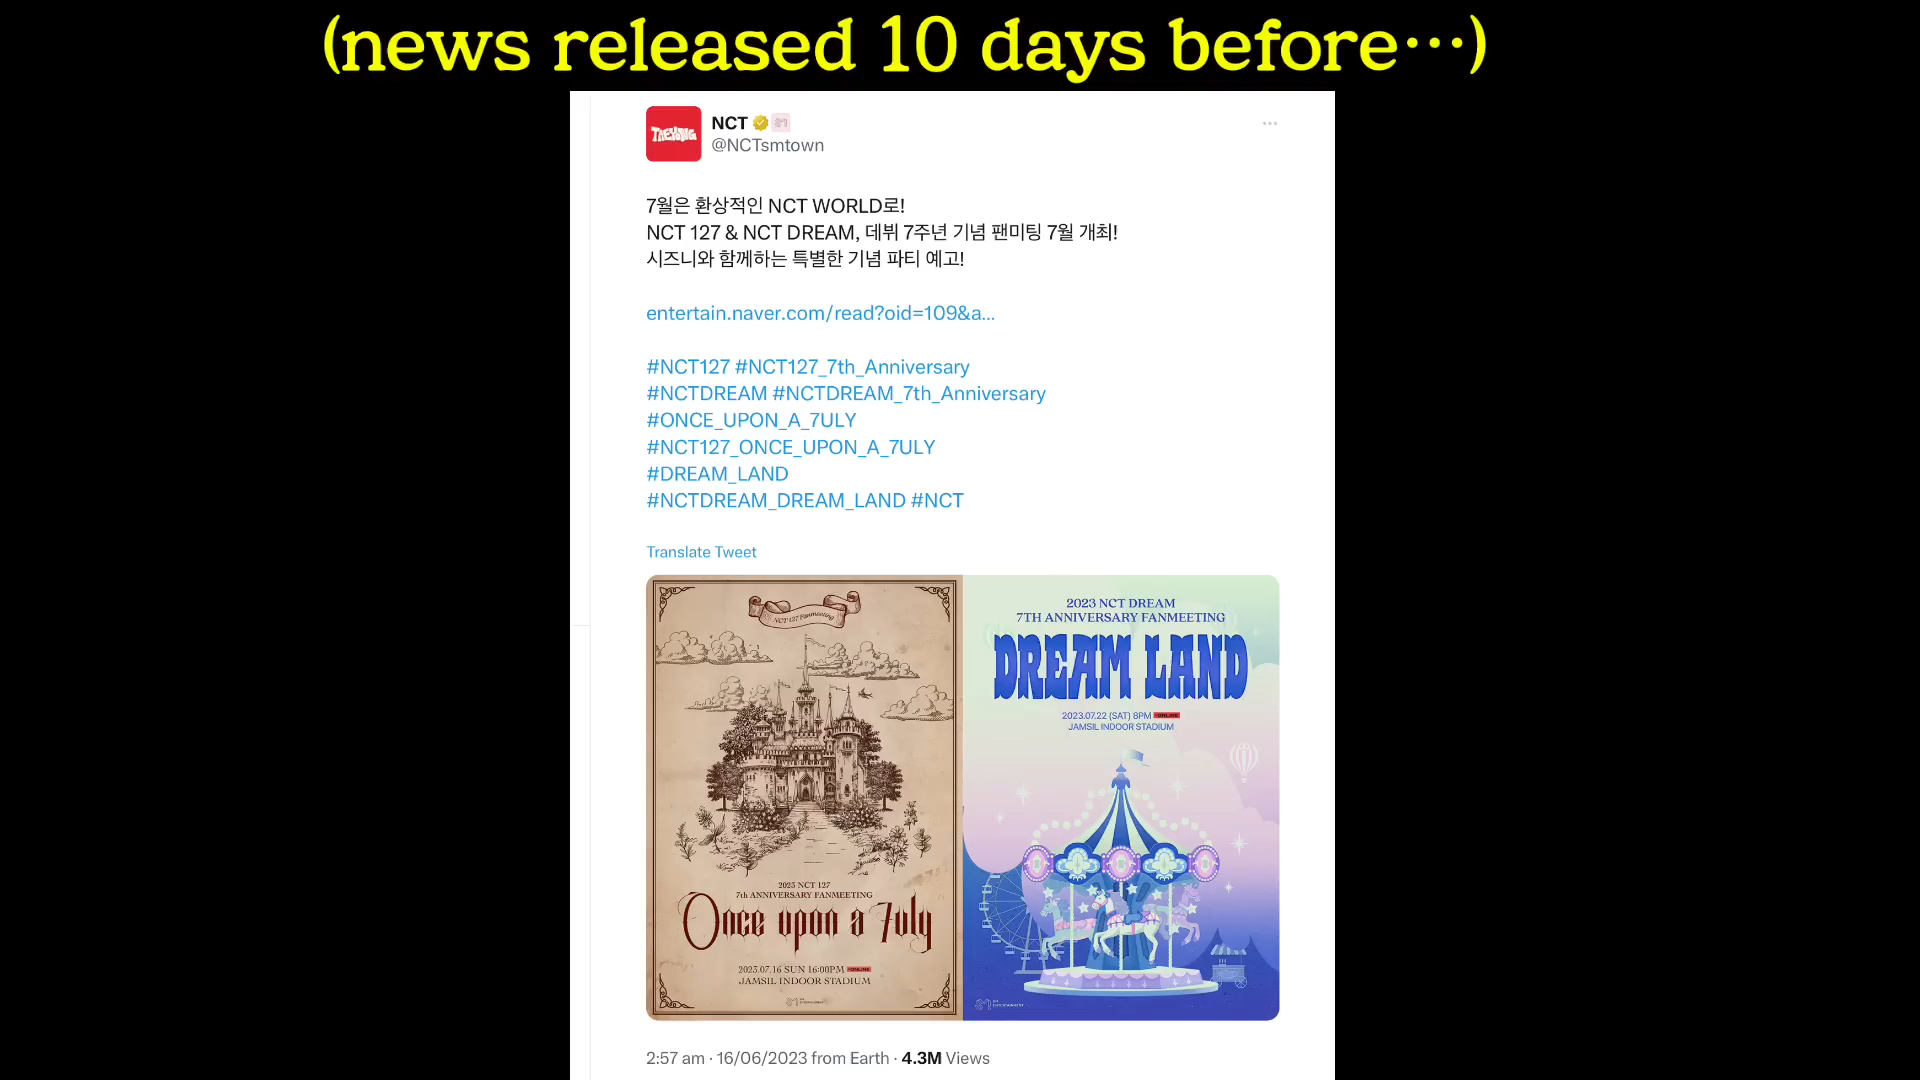 (news released 10 days before…)
TAEYONG
NCT
@NCTsmtown
7월은 환상적인 NCT WORLD로!
NCT 127 & NCT DREAM, 데뷔 7주년 기념 팬미팅 7월 개최!
시즈니와 함께하는 특별한 기념 파티 예고!
entertain.naver.com/read?oid=109&a...
#NCT127 #NCT127_7th_Anniversary
#NCTDREAM #NCTDREAM_7th_Anniversary
#ONCE_UPON_A_7ULY
#NCT127_ONCE_UPON_A_7ULY
#DREAM_LAND
#NCTDREAM_DREAM_LAND #NCT
Translate Tweet
NCT 127 Fanmeeting
2023 NCT 127
7th ANNIVERSARY FANMEETING
Once upon a 7uly
2023.07.16 SUN 16:00PM +ONLINE
JAMSIL INDOOR STADIUM
2023 NCT DREAM
7TH ANNIVERSARY FANMEETING
DREAM LAND
2023.07.22 (SAT) 8PM +ONLINE
JAMSIL INDOOR STADIUM
2:57 am · 16/06/2023 from Earth · 4.3M Views